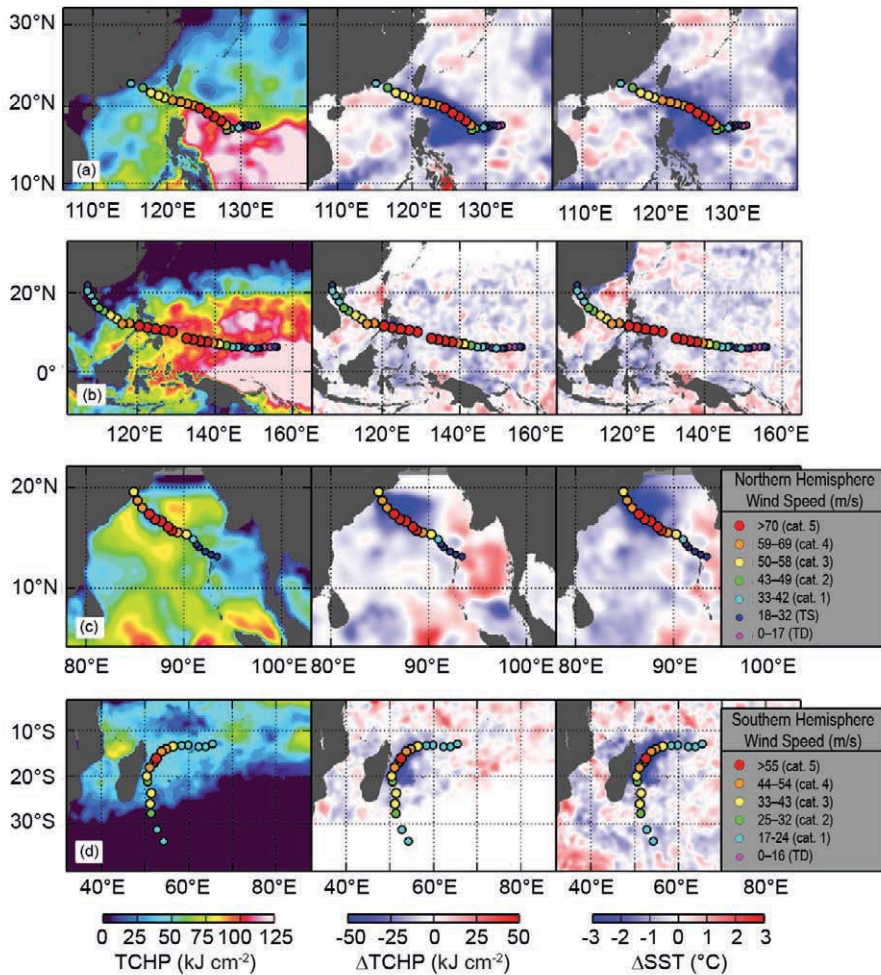 30°N
20°N
10°N
(a)
110°E 120°E 130°E 110°E 120°E 130°E 110°E 120°E 130°E
20°N
0°
(b)
120°E 140°E 160°E 120°E 140°E 160°E 120°E 140°E 160°E
20°N
10°N
(c)
80°E 90°E 100°E 80°E 90°E 100°E 80°E 90°E 100°E
Northern Hemisphere
Wind Speed (m/s)
>70 (cat. 5)
59–69 (cat. 4)
50–58 (cat. 3)
43–49 (cat. 2)
33-42 (cat. 1)
18–32 (TS)
0–17 (TD)
10°S
20°S
30°S
(d)
40°E 60°E 80°E 40°E 60°E 80°E 40°E 60°E 80°E
Southern Hemisphere
Wind Speed (m/s)
>55 (cat. 5)
44–54 (cat. 4)
33–43 (cat. 3)
25–32 (cat. 2)
17-24 (cat. 1)
0–16 (TD)
0 25 50 75 100 125
TCHP (kJ cm⁻²)
-50 -25 0 25 50
ΔTCHP (kJ cm⁻²)
-3 -2 -1 0 1 2 3
ΔSST (°C)